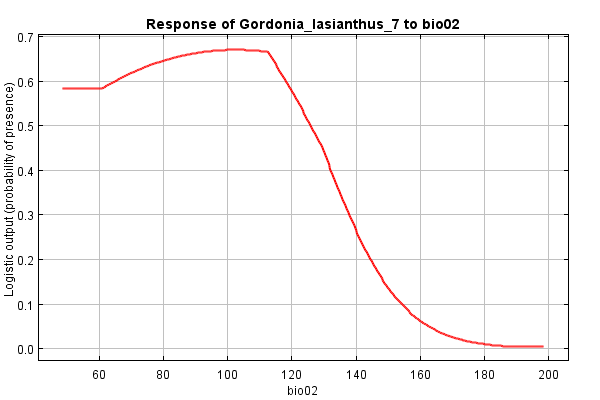 Response of Gordonia_lasianthus_7 to bio02
Logistic output (probability of presence)
0.7
0.6
0.5
0.4
0.3
0.2
0.1
0.0
60 80 100 120 140 160 180 200
bio02